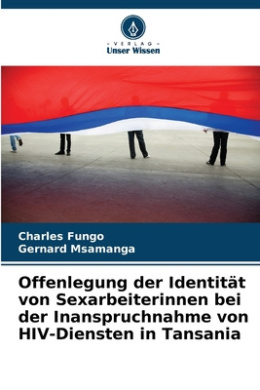 • VERLAG •
Unser Wissen
Charles Fungo
Gernard Msamanga
Offenlegung der Identität
von Sexarbeiterinnen bei
der Inanspruchnahme von
HIV-Diensten in Tansania